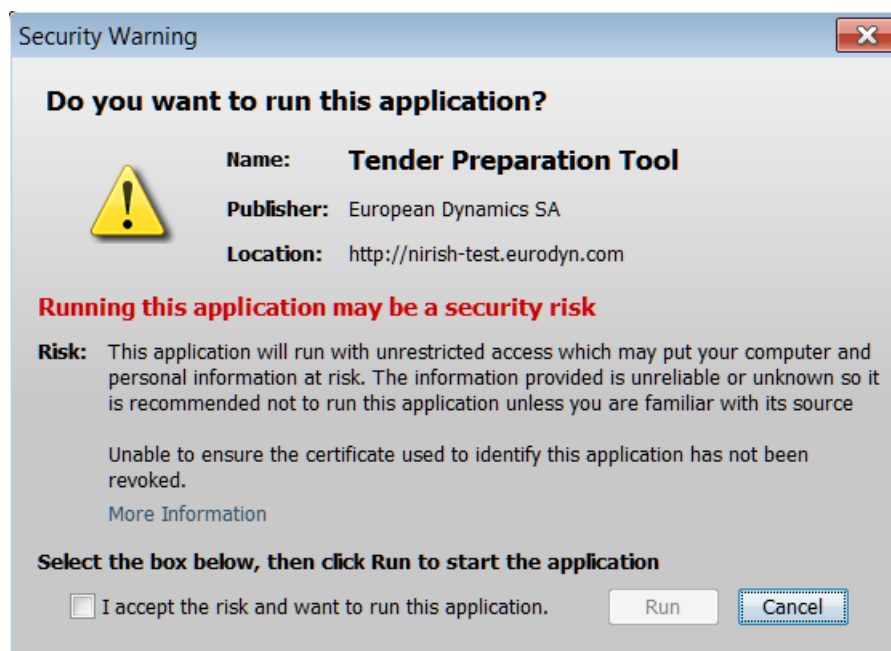 Security Warning
Do you want to run this application?
Name: Tender Preparation Tool
Publisher: European Dynamics SA
Location: http://nirish-test.eurodyn.com
Running this application may be a security risk
Risk: This application will run with unrestricted access which may put your computer and
personal information at risk. The information provided is unreliable or unknown so it
is recommended not to run this application unless you are familiar with its source
Unable to ensure the certificate used to identify this application has not been
revoked.
More Information
Select the box below, then click Run to start the application
I accept the risk and want to run this application. Run Cancel